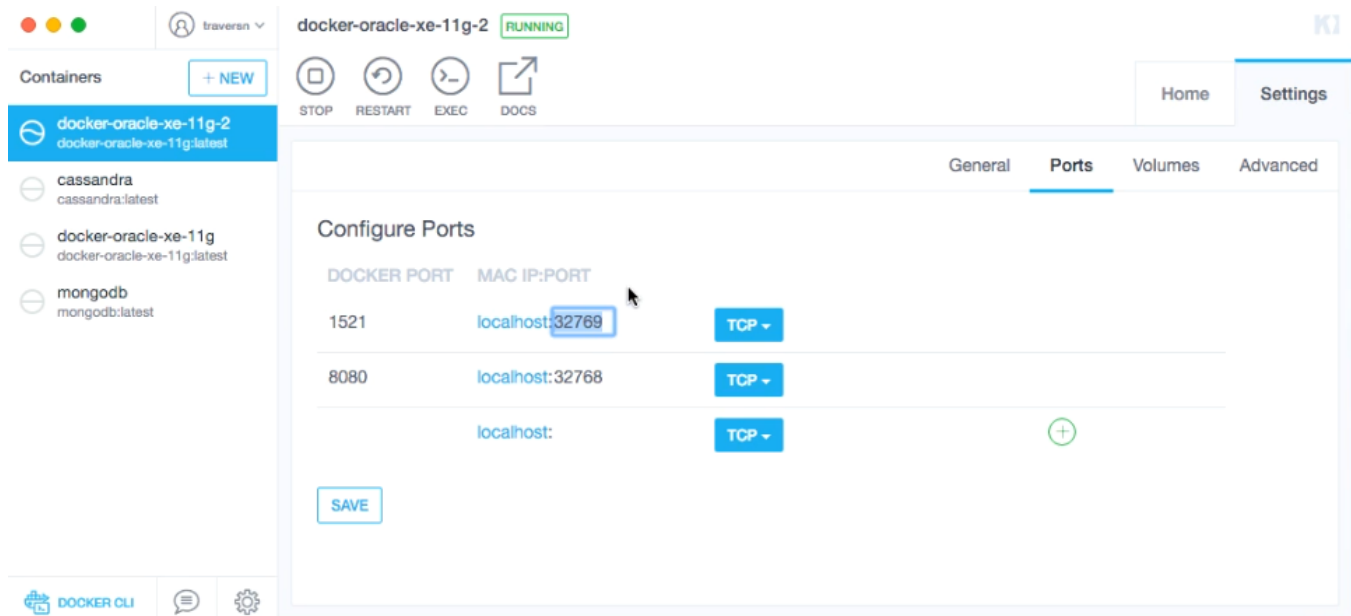 traversn
docker-oracle-xe-11g-2 RUNNING
Containers
+ NEW
STOP RESTART EXEC DOCS
Home Settings
docker-oracle-xe-11g-2
docker-oracle-xe-11g:latest
cassandra
cassandra:latest
docker-oracle-xe-11g
docker-oracle-xe-11g:latest
mongodb
mongodb:latest
General Ports Volumes Advanced
Configure Ports
DOCKER PORT MAC IP:PORT
1521 localhost:32769 TCP
8080 localhost:32768 TCP
localhost: TCP
SAVE
DOCKER CLI